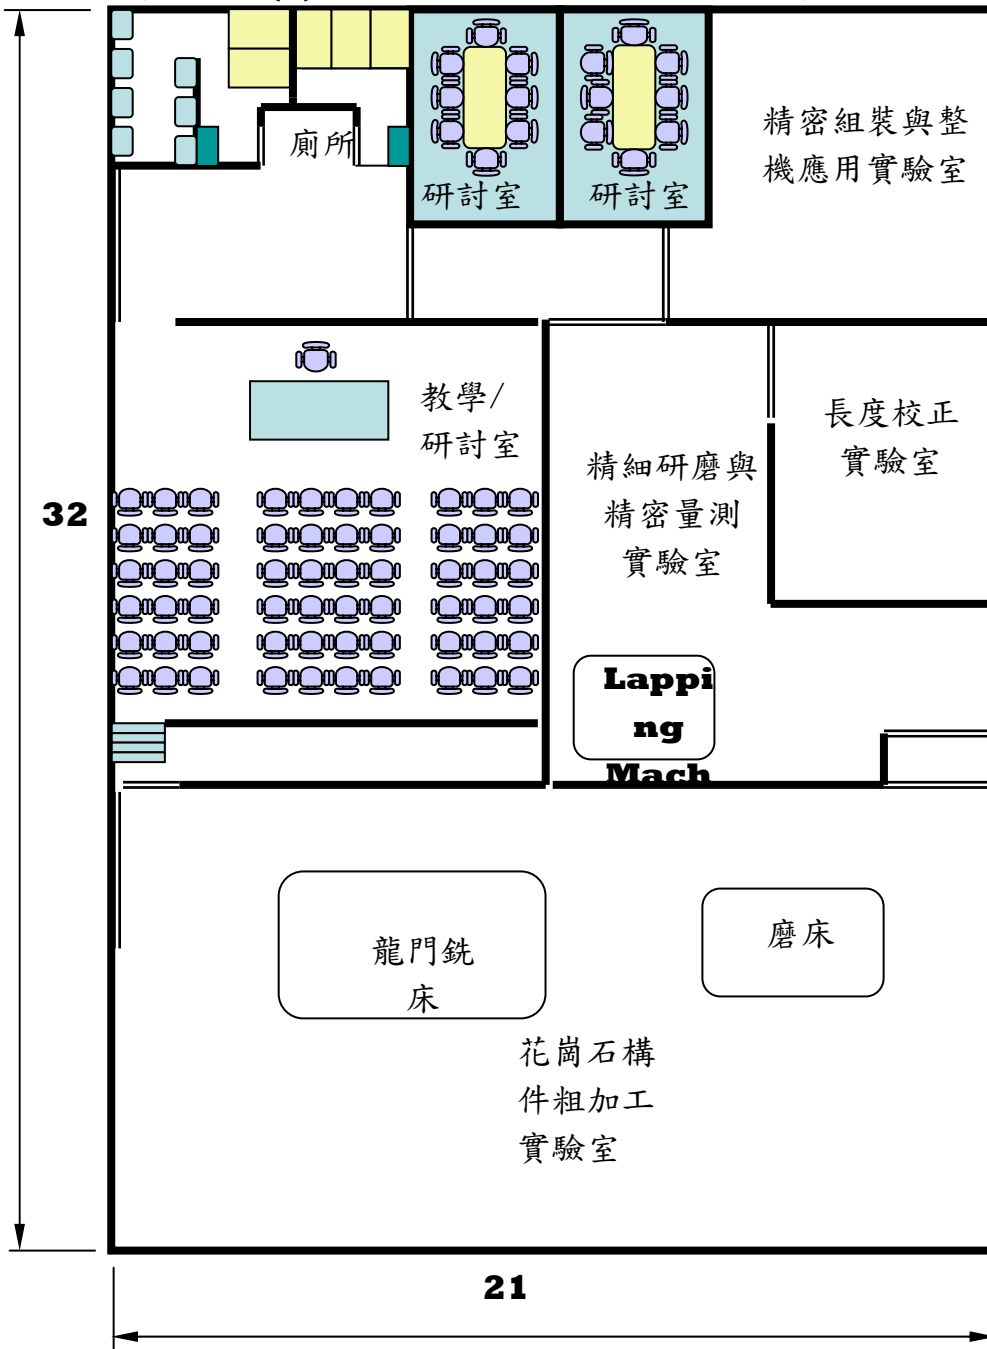 廁所
研討室
研討室
精密組裝與整
機應用實驗室
教學/
研討室
長度校正
實驗室
精細研磨與
精密量測
實驗室
32
Lappi
ng
Mach
龍門銑
床
磨床
花崗石構
件粗加工
實驗室
21